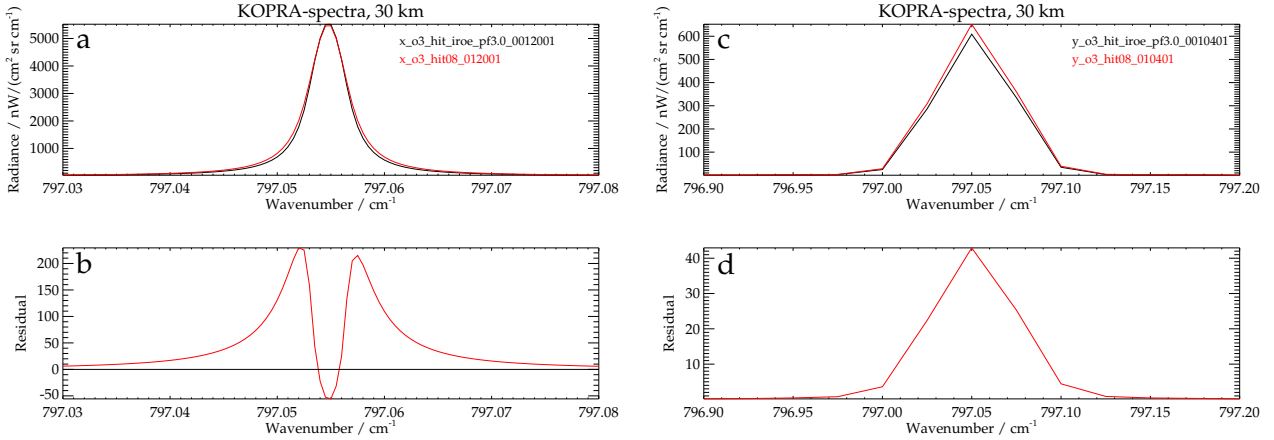 KOPRA-spectra, 30 km
a
x_o3_hit_iroe_pf3.0_0012001
x_o3_hit08_012001
Radiance / nW/(cm² sr cm⁻¹)
5000
4000
3000
2000
1000
797.03 797.04 797.05 797.06 797.07 797.08
Wavenumber / cm⁻¹
KOPRA-spectra, 30 km
c
y_o3_hit_iroe_pf3.0_0010401
y_o3_hit08_010401
Radiance / nW/(cm² sr cm⁻¹)
600
500
400
300
200
100
796.90 796.95 797.00 797.05 797.10 797.15 797.20
Wavenumber / cm⁻¹
b
Residual
200
150
100
50
0
-50
797.03 797.04 797.05 797.06 797.07 797.08
Wavenumber / cm⁻¹
d
Residual
40
30
20
10
796.90 796.95 797.00 797.05 797.10 797.15 797.20
Wavenumber / cm⁻¹